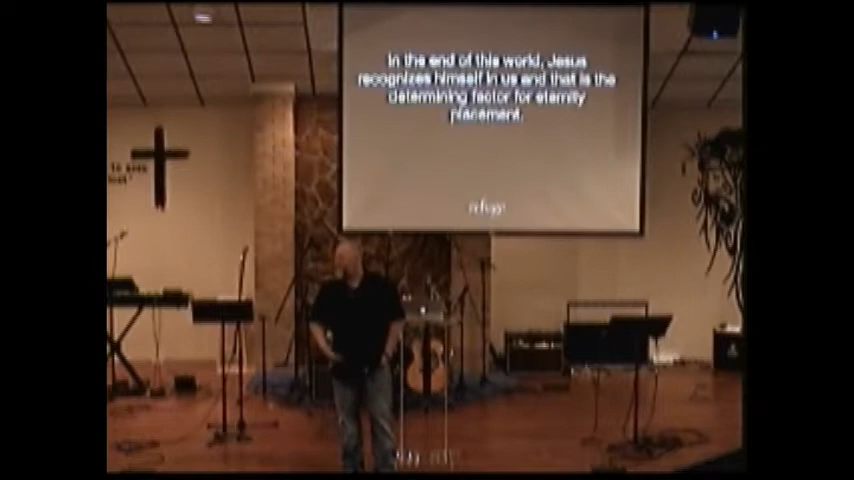 In the end of this world, Jesus
recognizes himself in us and that is the
determining factor for eternity
placement.
refuge